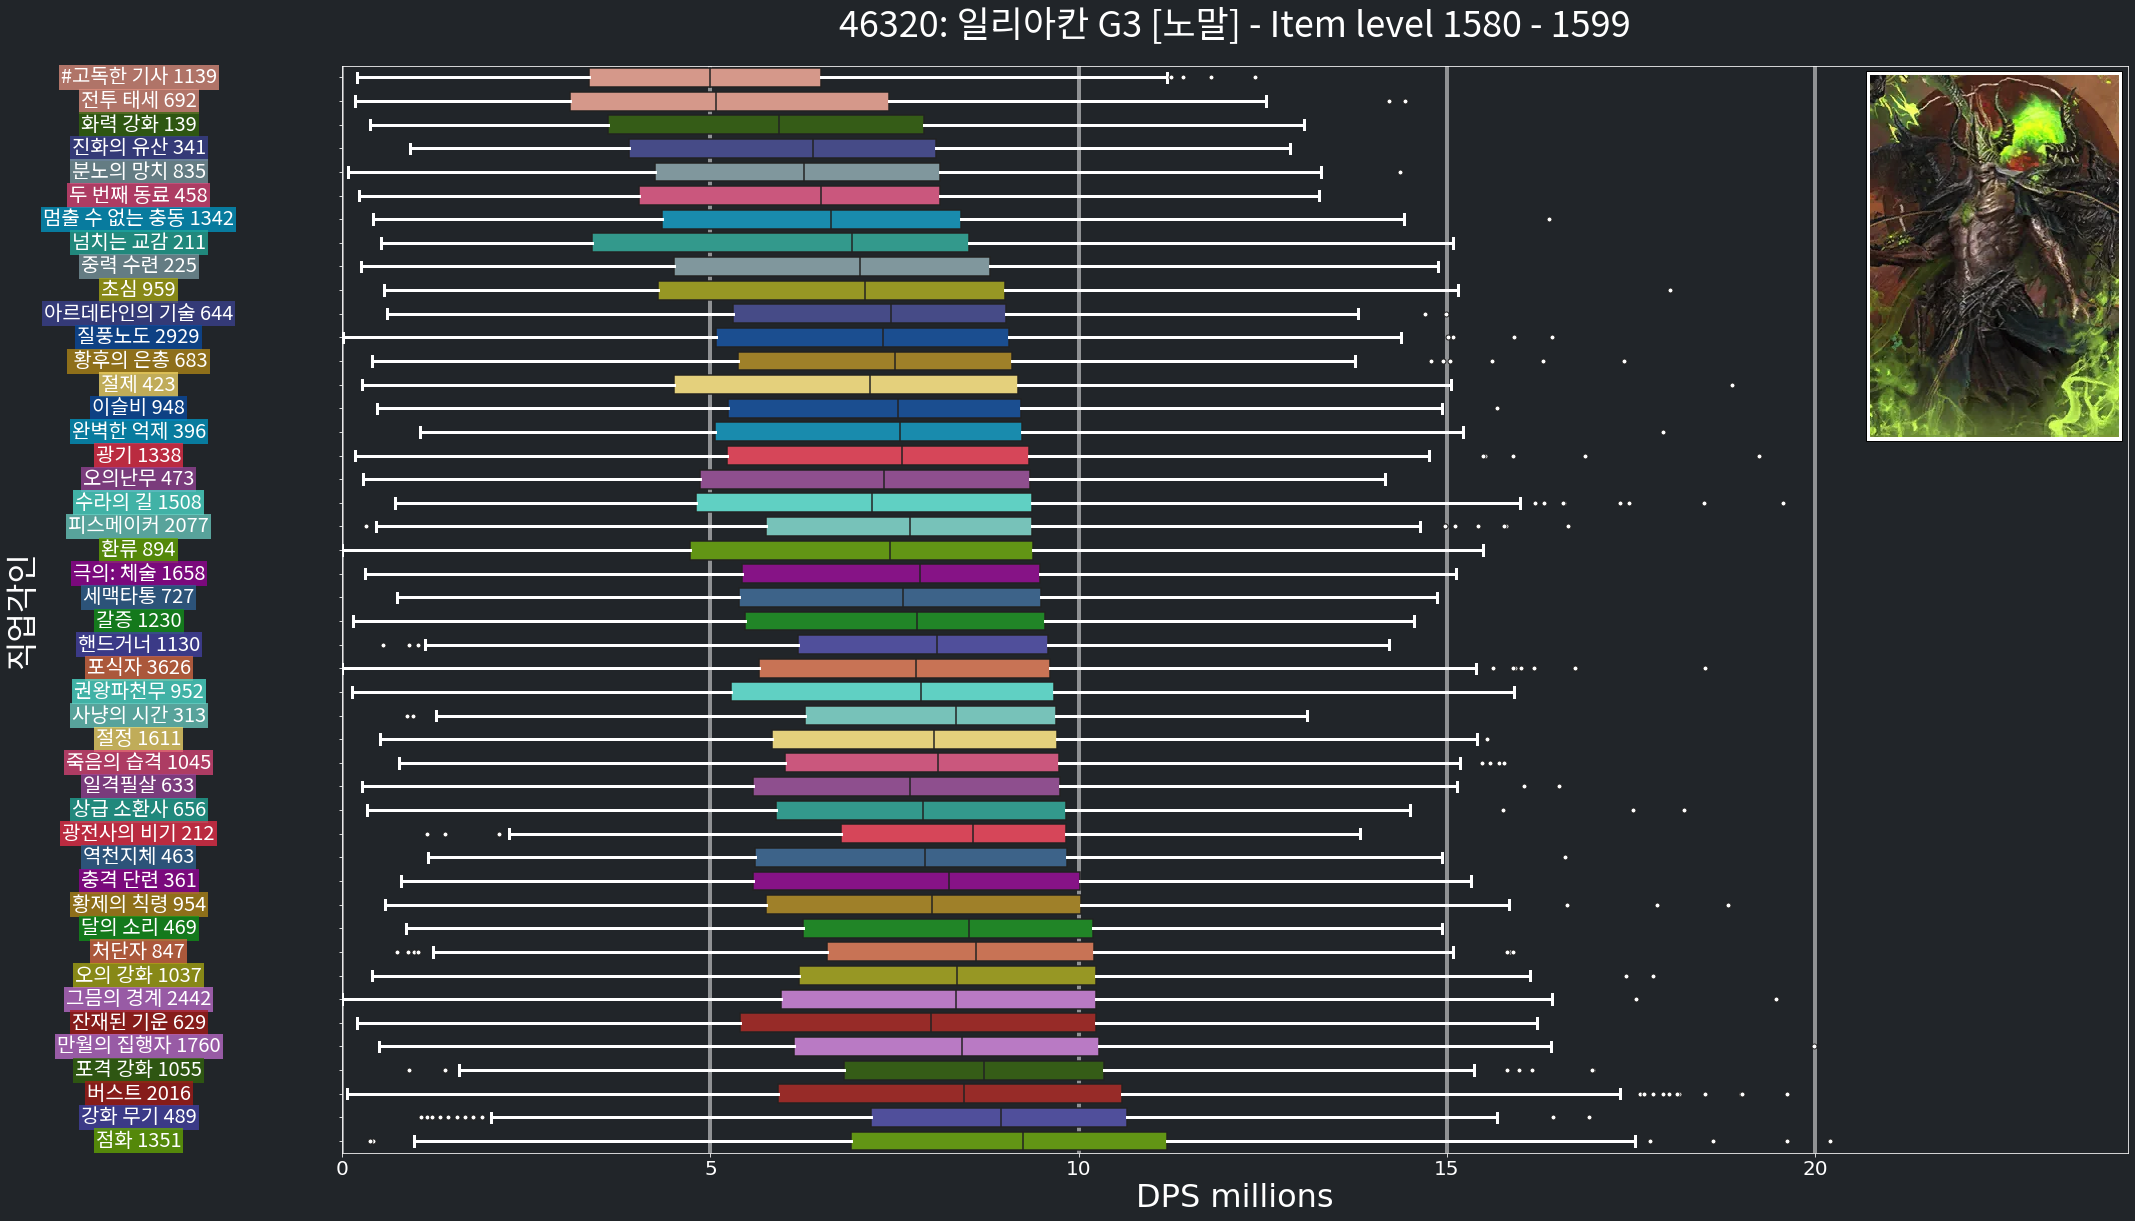 46320: 일리아칸 G3 [노말] - Item level 1580 - 1599
#고독한 기사 1139
전투 태세 692
화력 강화 139
진화의 유산 341
분노의 망치 835
두 번째 동료 458
멈출 수 없는 충동 1342
넘치는 교감 211
중력 수련 225
초심 959
아르데타인의 기술 644
질풍노도 2929
황후의 은총 683
절제 423
이슬비 948
완벽한 억제 396
광기 1338
오의난무 473
수라의 길 1508
피스메이커 2077
환류 894
극의: 체술 1658
세맥타통 727
갈증 1230
핸드거너 1130
포식자 3626
권왕파천무 952
사냥의 시간 313
절정 1611
죽음의 습격 1045
일격필살 633
상급 소환사 656
광전사의 비기 212
역천지체 463
충격 단련 361
황제의 칙령 954
달의 소리 469
처단자 847
오의 강화 1037
그믐의 경계 2442
잔재된 기운 629
만월의 집행자 1760
포격 강화 1055
버스트 2016
강화 무기 489
점화 1351
직업각인
0 5 10 15 20
DPS millions